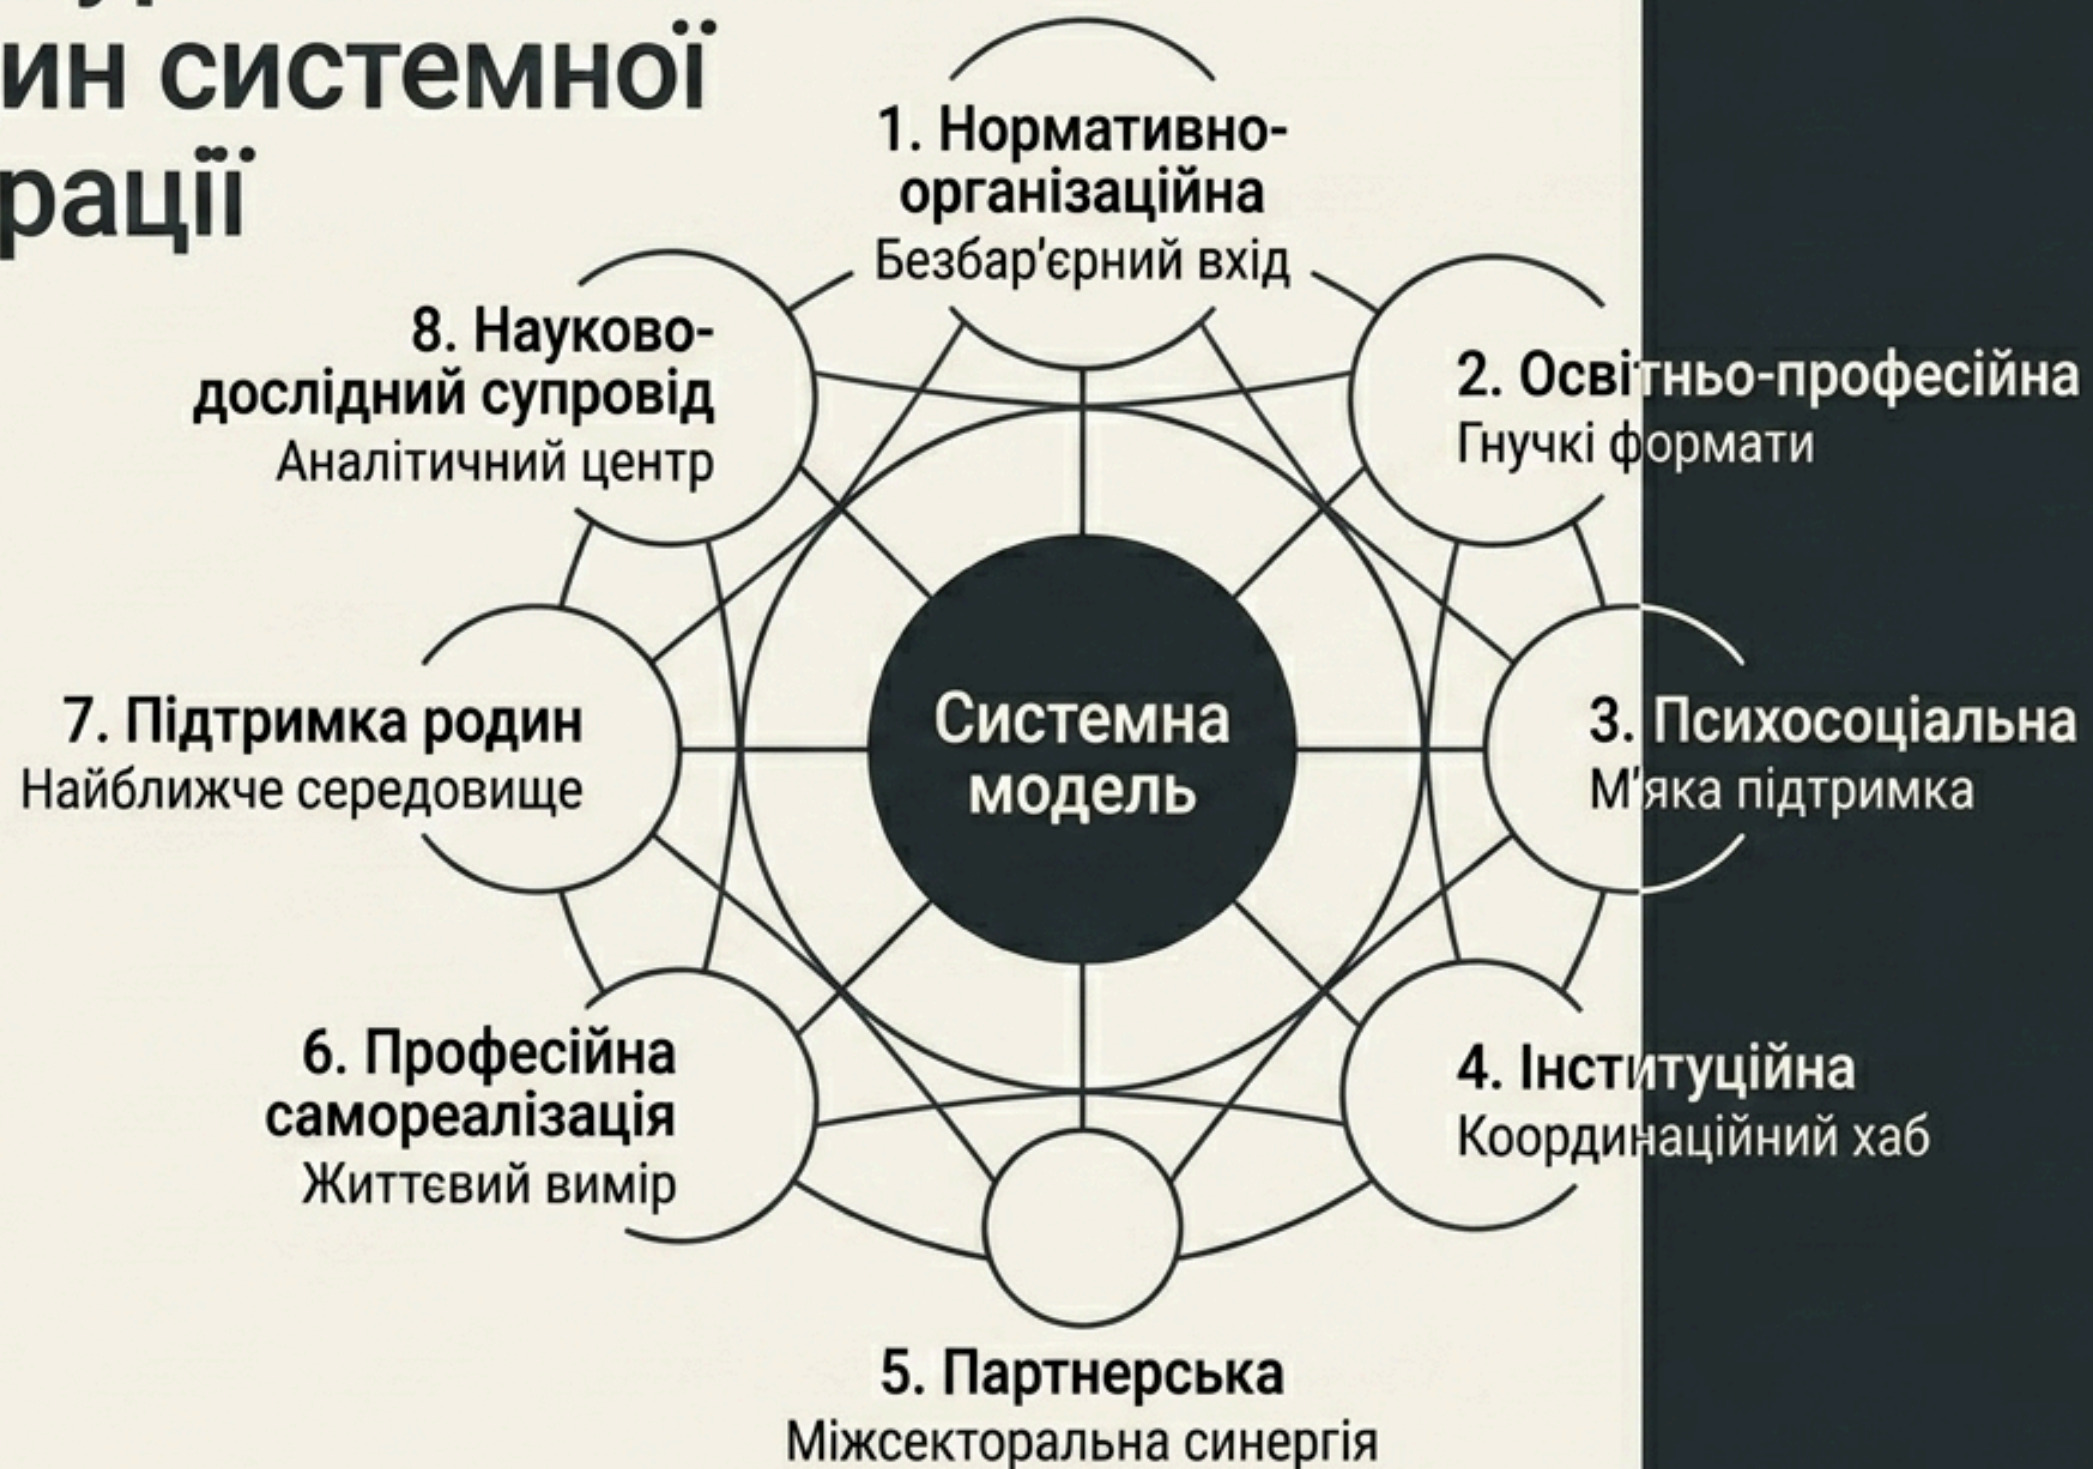 ин системної
рації
1. Нормативно-
організаційна
Безбар'єрний вхід
2. Освітньо-професійна
Гнучкі формати
3. Психосоціальна
М'яка підтримка
4. Інституційна
Координаційний хаб
5. Партнерська
Міжсекторальна синергія
6. Професійна
самореалізація
Життєвий вимір
7. Підтримка родин
Найближче середовище
8. Науково-
дослідний супровід
Аналітичний центр
Системна
модель